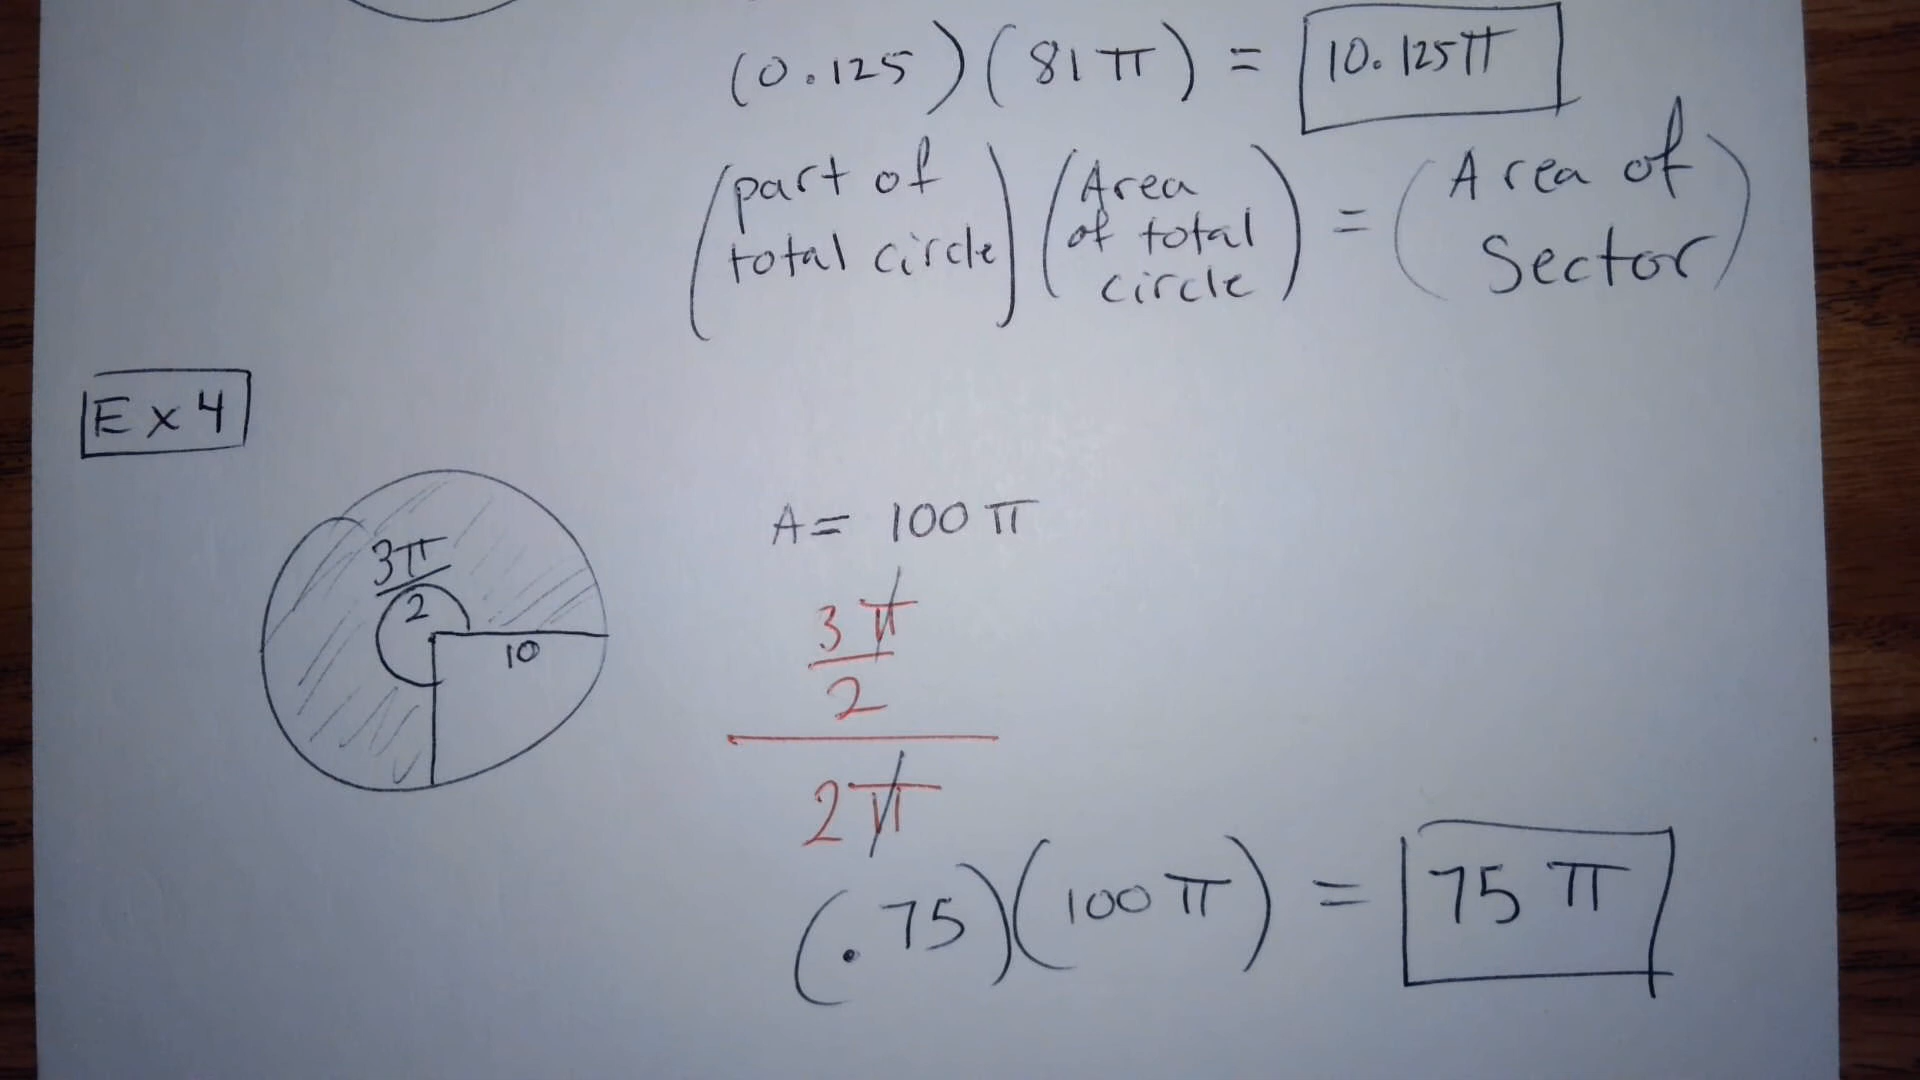 (0.125)(81π) = 10.125π
(part of total circle)(Area of total circle) = (Area of Sector)
Ex 4
3π
2
10
A = 100π
3π
2
2π
(.75)(100π) = 75π